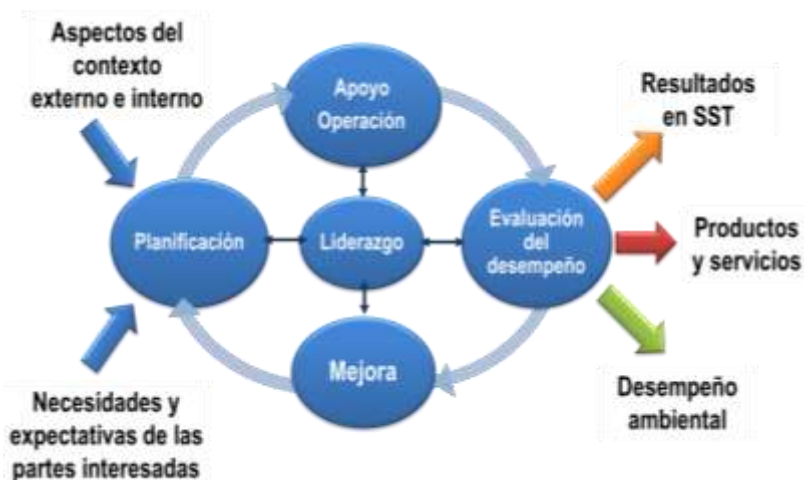 Aspectos del
contexto
externo e interno
Apoyo
Operación
Resultados
en SST
Planificación
Liderazgo
Evaluación
del
desempeño
Productos
y servicios
Mejora
Necesidades y
expectativas de las
partes interesadas
Desempeño
ambiental